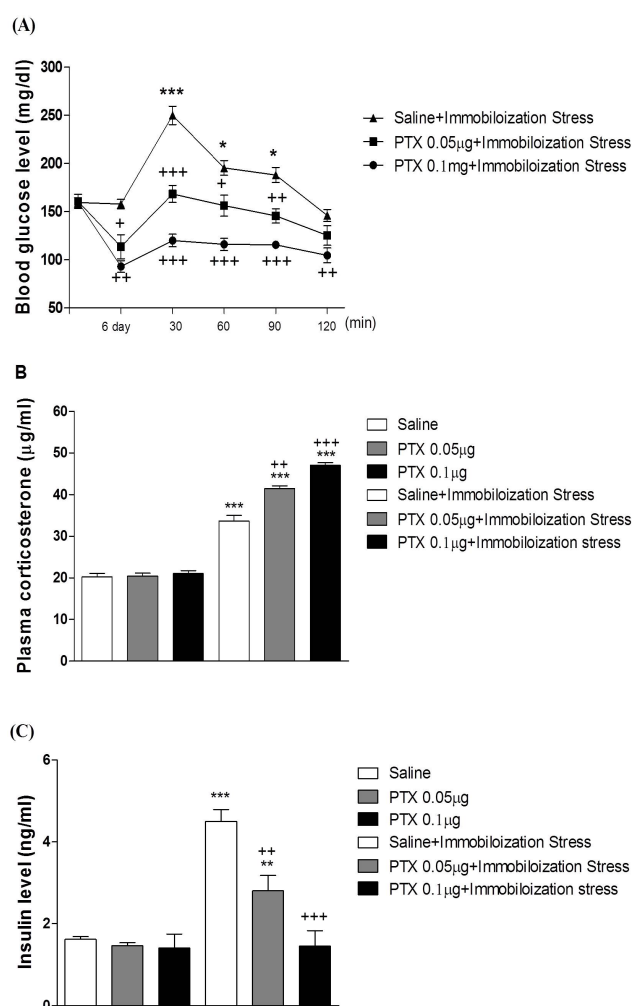 (A)
Blood glucose level (mg/dl)
300
250
200
150
100
50
***
*
*
+++
+
++
+
++
+++
+++
+++
++
6 day
30
60
90
120
(min)
Saline+Immobiloization Stress
PTX 0.05μg+Immobiloization Stress
PTX 0.1mg+Immobiloization Stress
B
Plasma corticosterone (μg/ml)
60
50
40
30
20
10
0
***
++
***
+++
***
Saline
PTX 0.05μg
PTX 0.1μg
Saline+Immobiloization Stress
PTX 0.05μg+Immobiloization Stress
PTX 0.1μg+Immobiloization stress
(C)
Insulin level (ng/ml)
6
4
2
0
***
++
**
+++
Saline
PTX 0.05μg
PTX 0.1μg
Saline+Immobiloization Stress
PTX 0.05μg+Immobiloization Stress
PTX 0.1μg+Immobiloization stress